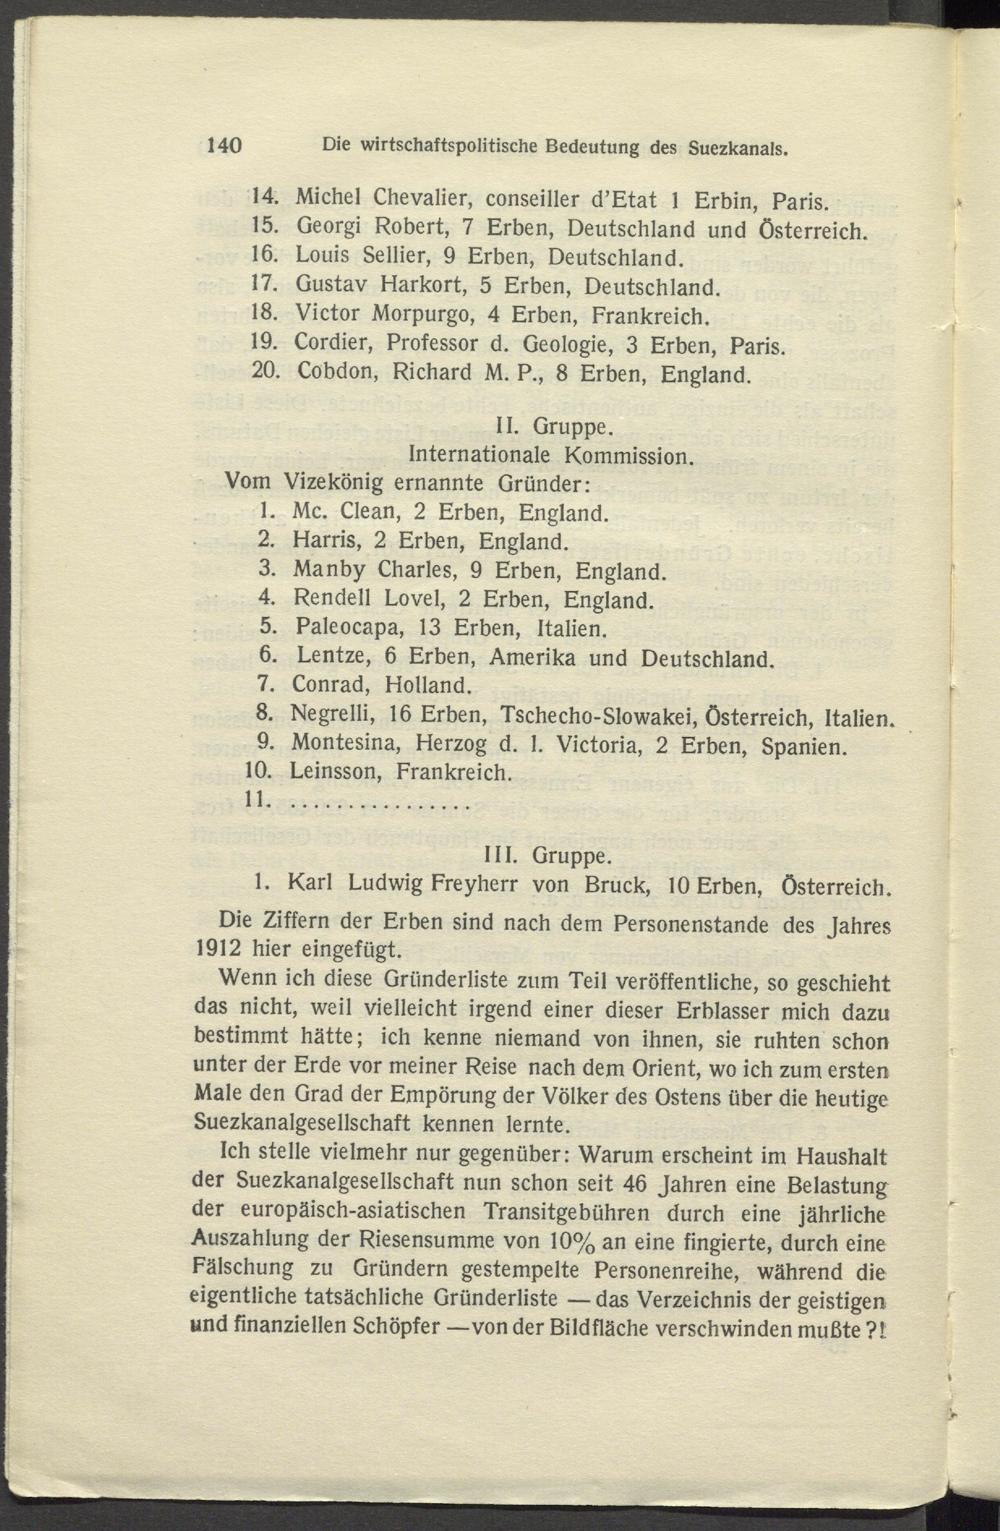 140 Die wirtschaftspolitische Bedeutung des Suezkanals.
14. Michel Chevalier, conseiller d'Etat 1 Erbin, Paris.
15. Georgi Robert, 7 Erben, Deutschland und Österreich.
16. Louis Sellier, 9 Erben, Deutschland.
17. Gustav Harkort, 5 Erben, Deutschland.
18. Victor Morpurgo, 4 Erben, Frankreich.
19. Cordier, Professor d. Geologie, 3 Erben, Paris.
20. Cobdon, Richard M. P., 8 Erben, England.
II. Gruppe.
Internationale Kommission.
Vom Vizekönig ernannte Gründer:
1. Mc. Clean, 2 Erben, England.
2. Harris, 2 Erben, England.
3. Manby Charles, 9 Erben, England.
4. Rendell Lovel, 2 Erben, England.
5. Paleocapa, 13 Erben, Italien.
6. Lentze, 6 Erben, Amerika und Deutschland.
7. Conrad, Holland.
8. Negrelli, 16 Erben, Tschecho-Slowakei, Österreich, Italien.
9. Montesina, Herzog d. l. Victoria, 2 Erben, Spanien.
10. Leinsson, Frankreich.
11. ................
III. Gruppe.
1. Karl Ludwig Freyherr von Bruck, 10 Erben, Österreich.
Die Ziffern der Erben sind nach dem Personenstande des Jahres
1912 hier eingefügt.
Wenn ich diese Gründerliste zum Teil veröffentliche, so geschieht
das nicht, weil vielleicht irgend einer dieser Erblasser mich dazu
bestimmt hätte; ich kenne niemand von ihnen, sie ruhten schon
unter der Erde vor meiner Reise nach dem Orient, wo ich zum ersten
Male den Grad der Empörung der Völker des Ostens über die heutige
Suezkanalgesellschaft kennen lernte.
Ich stelle vielmehr nur gegenüber: Warum erscheint im Haushalt
der Suezkanalgesellschaft nun schon seit 46 Jahren eine Belastung
der europäisch-asiatischen Transitgebühren durch eine jährliche
Auszahlung der Riesensumme von 10% an eine fingierte, durch eine
Fälschung zu Gründern gestempelte Personenreihe, während die
eigentliche tatsächliche Gründerliste — das Verzeichnis der geistigen
und finanziellen Schöpfer — von der Bildfläche verschwinden mußte?!